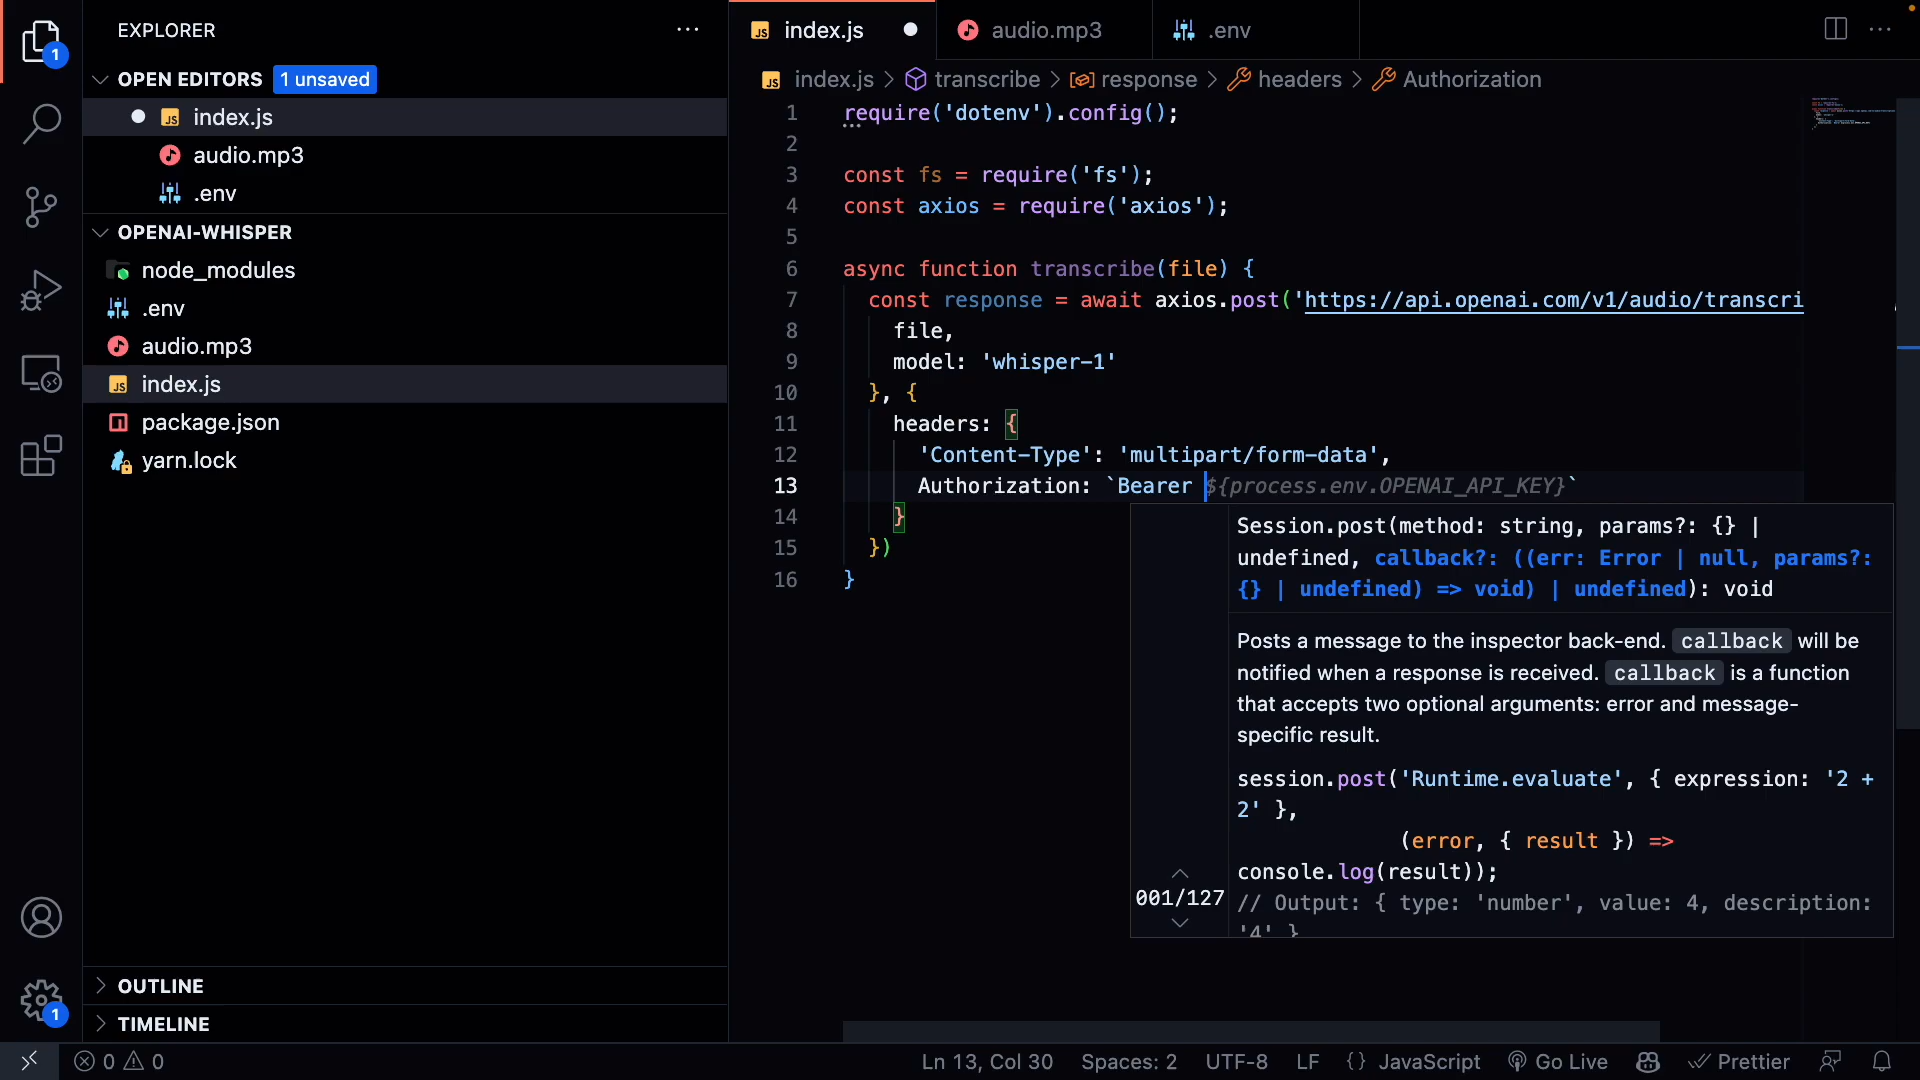 EXPLORER
OPEN EDITORS 1 unsaved
index.js
audio.mp3
.env
OPENAI-WHISPER
node_modules
.env
audio.mp3
index.js
package.json
yarn.lock
OUTLINE
TIMELINE
1
1
index.js
audio.mp3
.env
index.js > transcribe > response > headers > Authorization
1 require('dotenv').config();
2
3 const fs = require('fs');
4 const axios = require('axios');
5
6 async function transcribe(file) {
7 const response = await axios.post('https://api.openai.com/v1/audio/transcri
8 file,
9 model: 'whisper-1'
10 }, {
11 headers: {
12 'Content-Type': 'multipart/form-data',
13 Authorization: `Bearer ${process.env.OPENAI_API_KEY}`
14 }
15 })
16 }
Session.post(method: string, params?: {} |
undefined, callback?: ((err: Error | null, params?:
{} | undefined) => void) | undefined): void
Posts a message to the inspector back-end. callback will be
notified when a response is received. callback is a function
that accepts two optional arguments: error and message-
specific result.
session.post('Runtime.evaluate', { expression: '2 +
2' },
(error, { result }) =>
console.log(result));
// Output: { type: 'number', value: 4, description:
'4' }
001/127
0 0
Ln 13, Col 30
Spaces: 2
UTF-8
LF
{} JavaScript
Go Live
Prettier